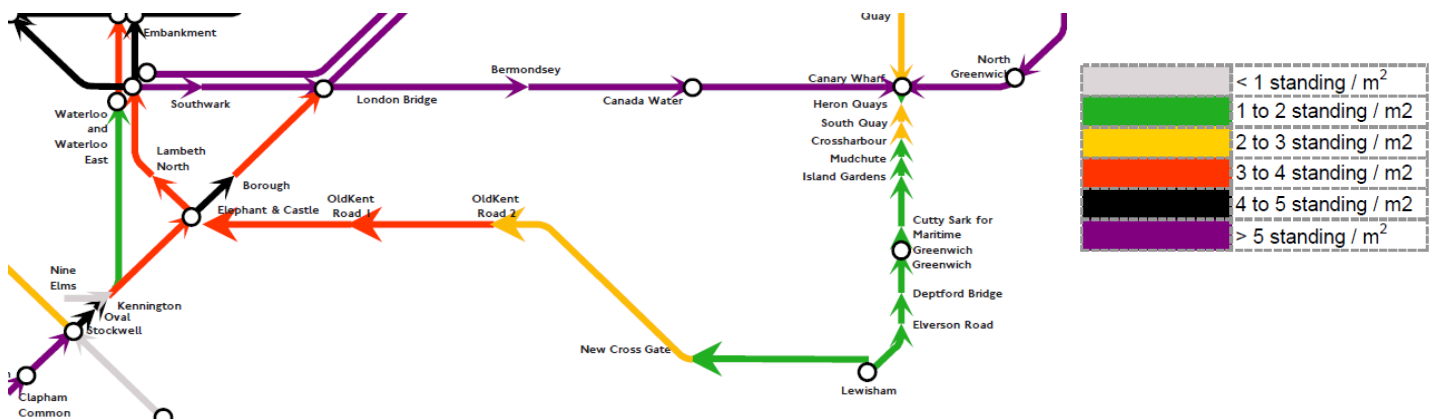 Embankment
Quay
North
Greenwich
Bermondsey
Canary Wharf
Southwark
London Bridge
Canada Water
Heron Quays
Waterloo
and
Waterloo
East
South Quay
Crossharbour
Lambeth
North
Mudchute
Island Gardens
Borough
Elephant & Castle
OldKent
Road 1
OldKent
Road 2
Cutty Sark for
Maritime
Greenwich
Greenwich
Nine
Elms
Kennington
Oval
Stockwell
Deptford Bridge
Elverson Road
New Cross Gate
Lewisham
Clapham
Common
< 1 standing / m²
1 to 2 standing / m2
2 to 3 standing / m2
3 to 4 standing / m2
4 to 5 standing / m2
> 5 standing / m²